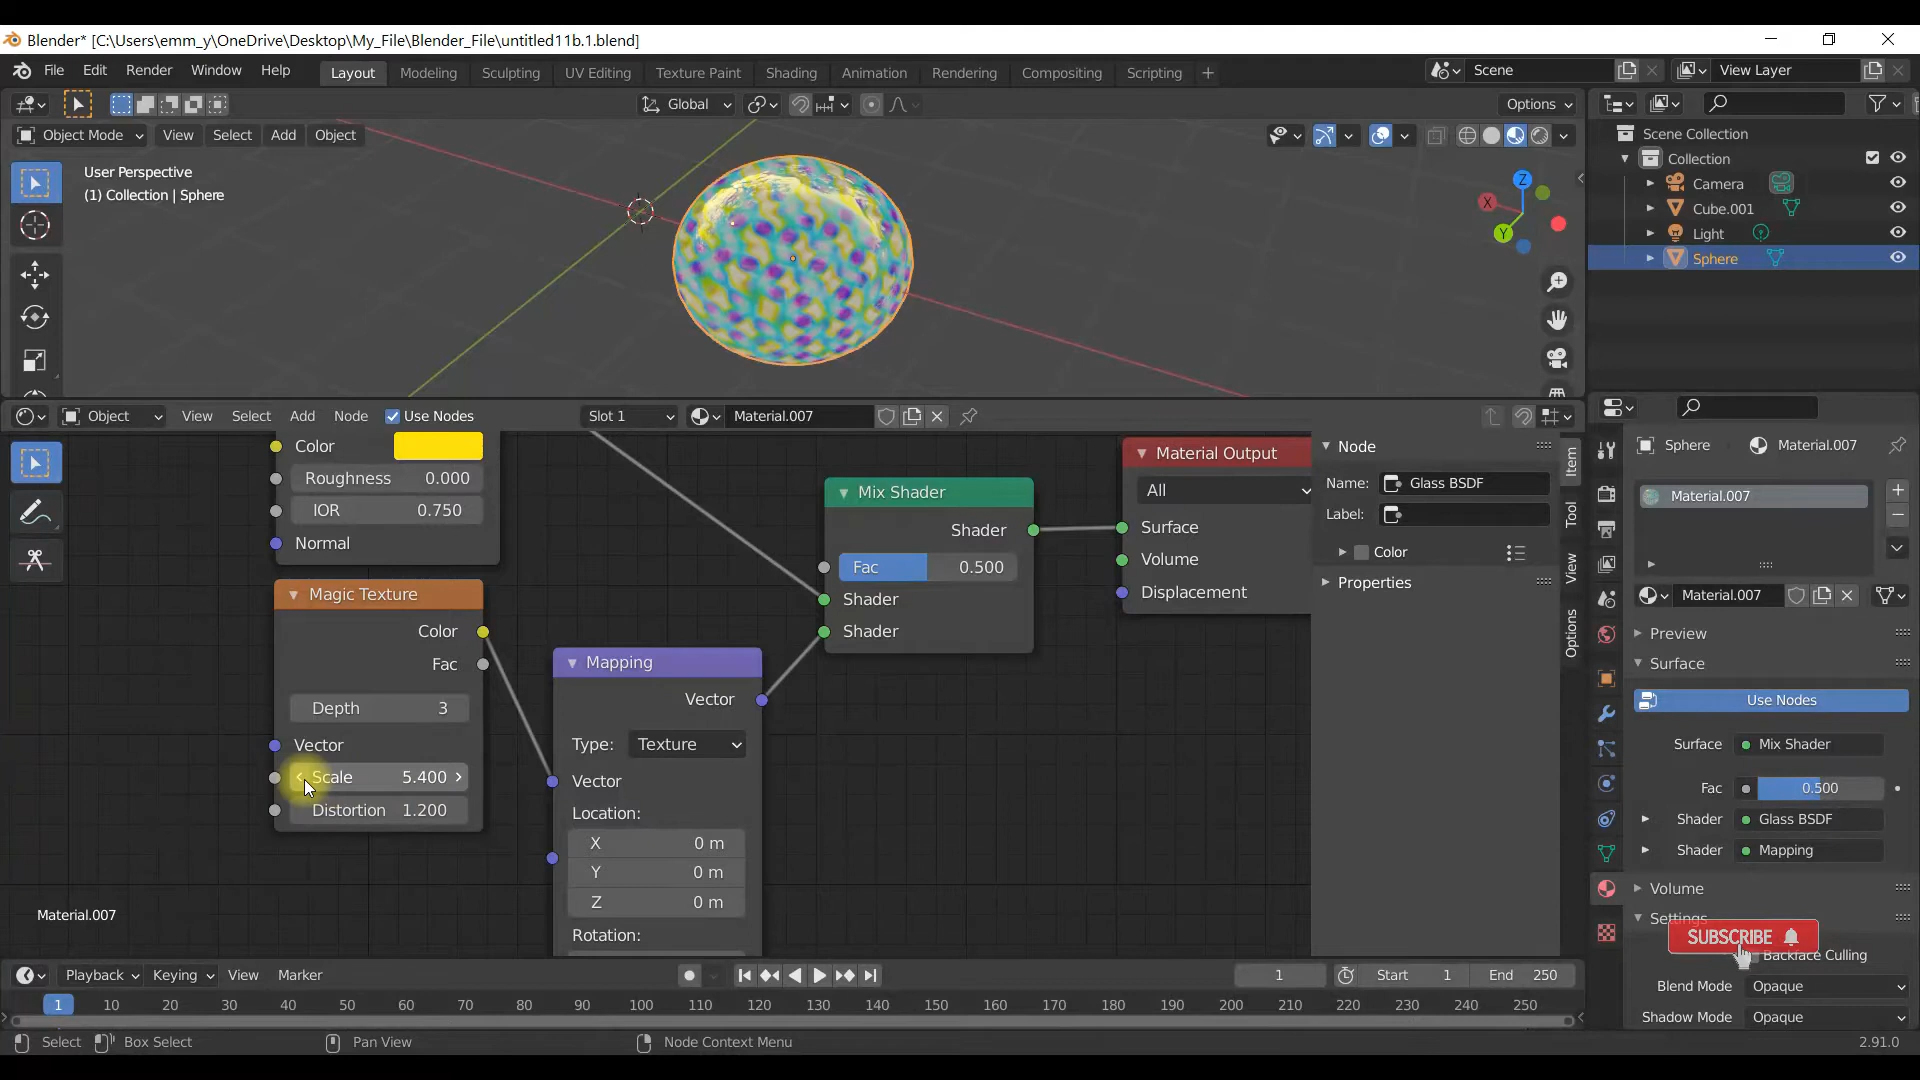 Blender* [C:\Users\emm_y\OneDrive\Desktop\My_File\Blender_File\untitled11b.1.blend]
File Edit Render Window Help Layout Modeling Sculpting UV Editing Texture Paint Shading Animation Rendering Compositing Scripting + Scene View Layer
Global Options
Object Mode View Select Add Object
User Perspective
(1) Collection | Sphere
Z
X
Y
Scene Collection
Collection
Camera
Cube.001
Light
Sphere
Object View Select Add Node Use Nodes Slot 1 Material.007
Color
Roughness 0.000
IOR 0.750
Normal
Magic Texture
Color
Fac
Depth 3
Vector
Scale 5.400
Distortion 1.200
Mapping
Vector
Type: Texture
Vector
Location:
X 0 m
Y 0 m
Z 0 m
Rotation:
Mix Shader
Shader
Fac 0.500
Shader
Shader
Material Output
All
Surface
Volume
Displacement
Node
Name: Glass BSDF
Label:
Color
Properties
Item
Tool
View
Options
Material.007
Sphere Material.007
Material.007
Material.007
Preview
Surface
Use Nodes
Surface Mix Shader
Fac 0.500
Shader Glass BSDF
Shader Mapping
Volume
Settings
SUBSCRIBE
Backface Culling
Blend Mode Opaque
Shadow Mode Opaque
Playback Keying View Marker 1 Start 1 End 250
1 10 20 30 40 50 60 70 80 90 100 110 120 130 140 150 160 170 180 190 200 210 220 230 240 250
Select Box Select Pan View Node Context Menu 2.91.0